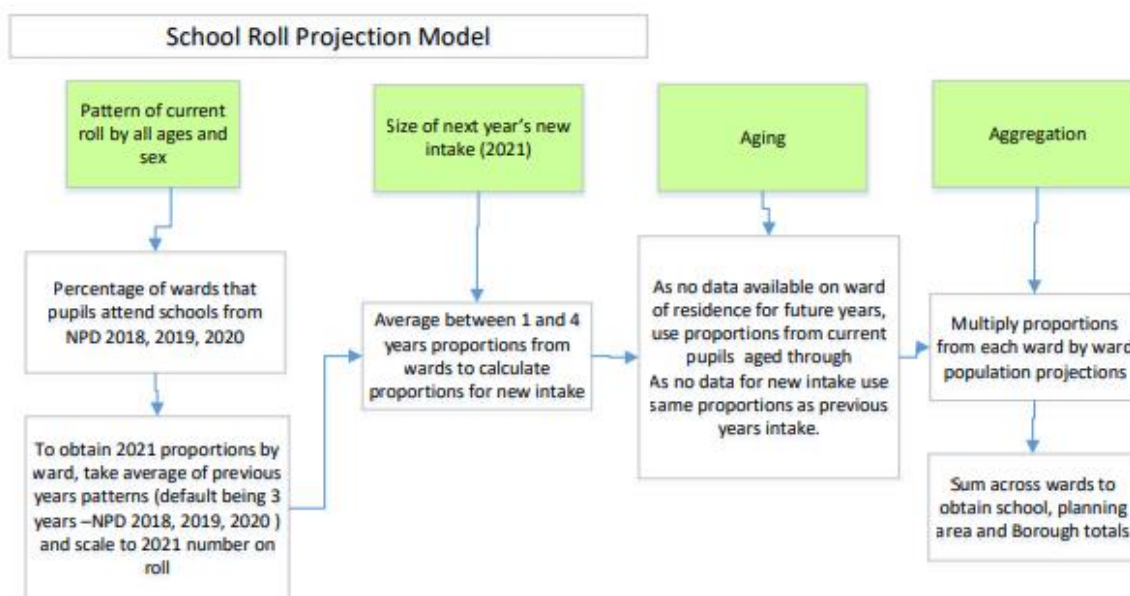 School Roll Projection Model
Pattern of current
roll by all ages and
sex
Percentage of wards that
pupils attend schools from
NPD 2018, 2019, 2020
To obtain 2021 proportions by
ward, take average of previous
years patterns (default being 3
years –NPD 2018, 2019, 2020 )
and scale to 2021 number on
roll
Size of next year's new
intake (2021)
Average between 1 and 4
years proportions from
wards to calculate
proportions for new intake
Aging
As no data available on ward
of residence for future years,
use proportions from current
pupils aged through
As no data for new intake use
same proportions as previous
years intake.
Aggregation
Multiply proportions
from each ward by ward
population projections
Sum across wards to
obtain school, planning
area and Borough totals